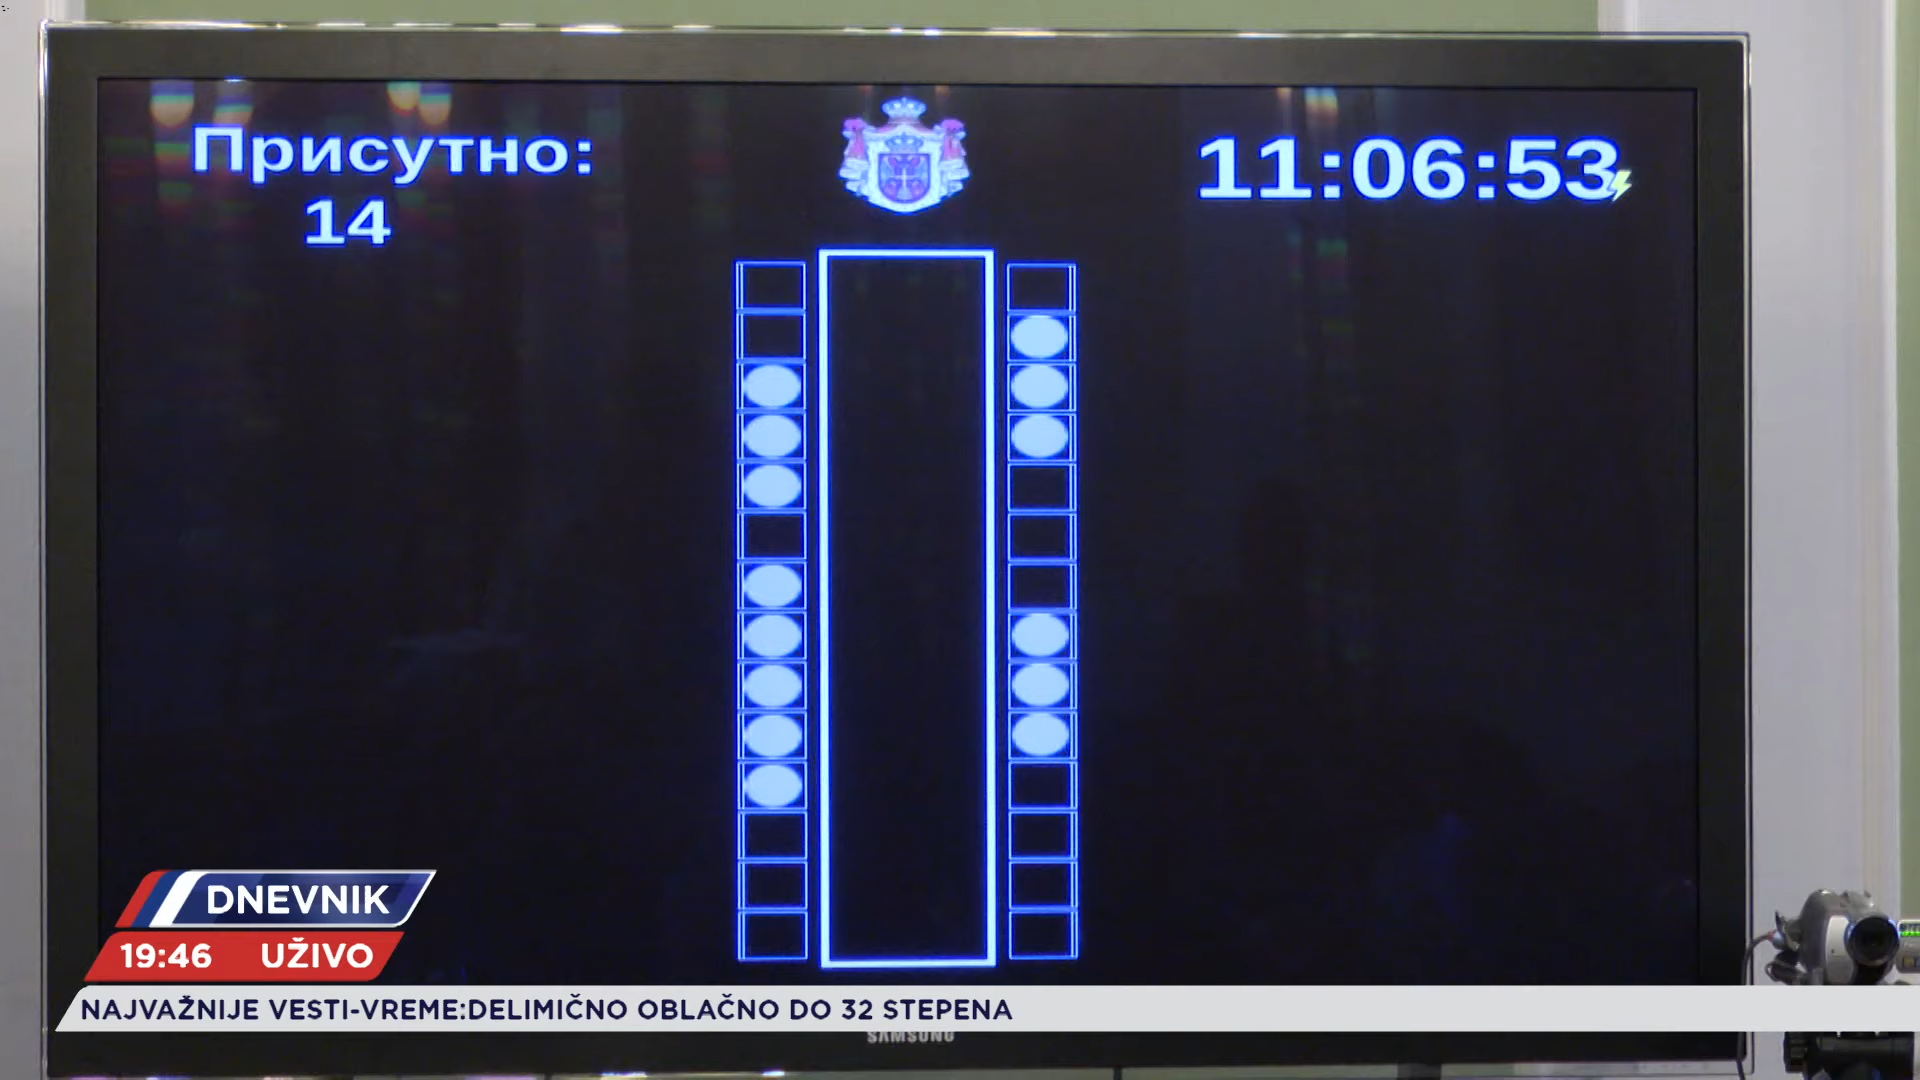 Присутно:
14
11:06:53
DNEVNIK
19:46 UŽIVO
NAJVAŽNIJE VESTI-VREME:DELIMIČNO OBLAČNO DO 32 STEPENA
SAMSUNG